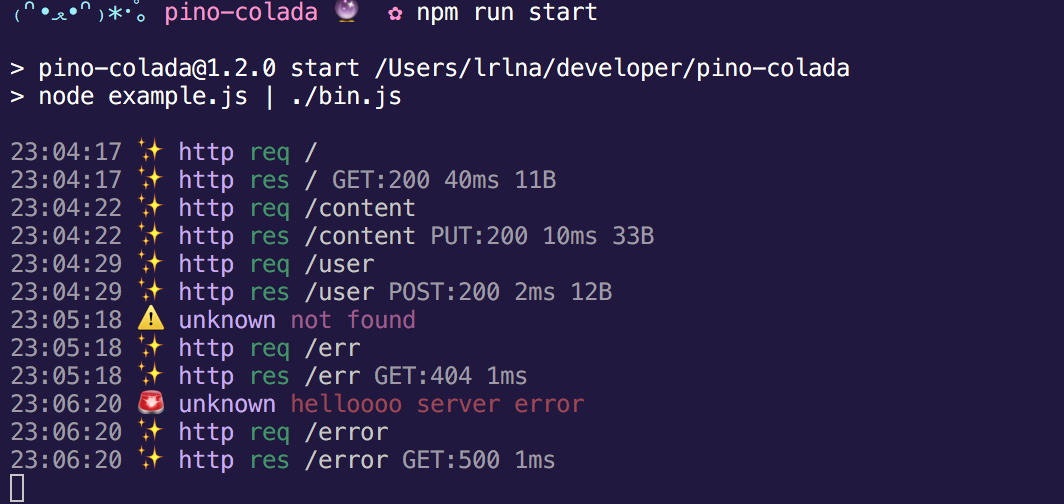 ₍ᐢ•ﻌ•ᐢ₎*･ﾟ｡ pino-colada 🔮 ✿ npm run start
> pino-colada@1.2.0 start /Users/lrlna/developer/pino-colada
> node example.js | ./bin.js
23:04:17 ✨ http req /
23:04:17 ✨ http res / GET:200 40ms 11B
23:04:22 ✨ http req /content
23:04:22 ✨ http res /content PUT:200 10ms 33B
23:04:29 ✨ http req /user
23:04:29 ✨ http res /user POST:200 2ms 12B
23:05:18 ⚠️ unknown not found
23:05:18 ✨ http req /err
23:05:18 ✨ http res /err GET:404 1ms
23:06:20 🚨 unknown helloooo server error
23:06:20 ✨ http req /error
23:06:20 ✨ http res /error GET:500 1ms